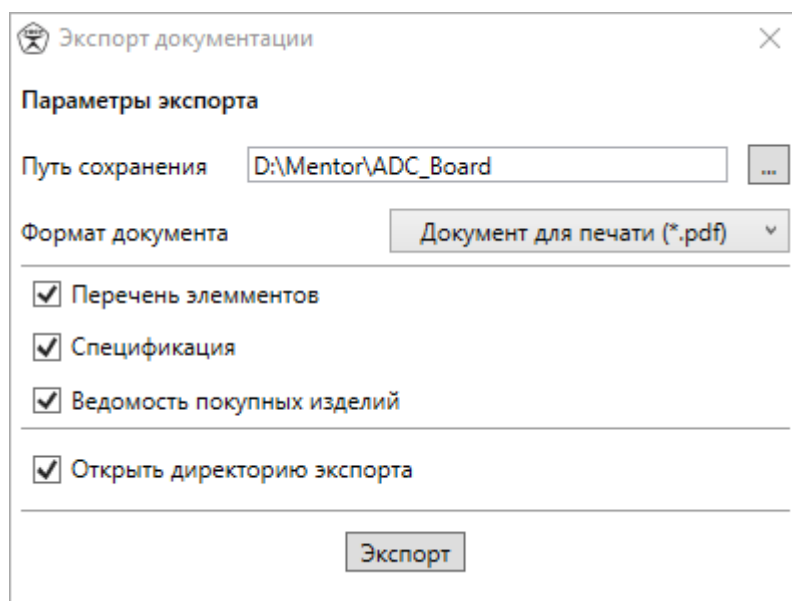 Экспорт документации
Параметры экспорта
Путь сохранения D:\Mentor\ADC_Board ...
Формат документа Документ для печати (*.pdf)
Перечень элемментов
Спецификация
Ведомость покупных изделий
Открыть директорию экспорта
Экспорт